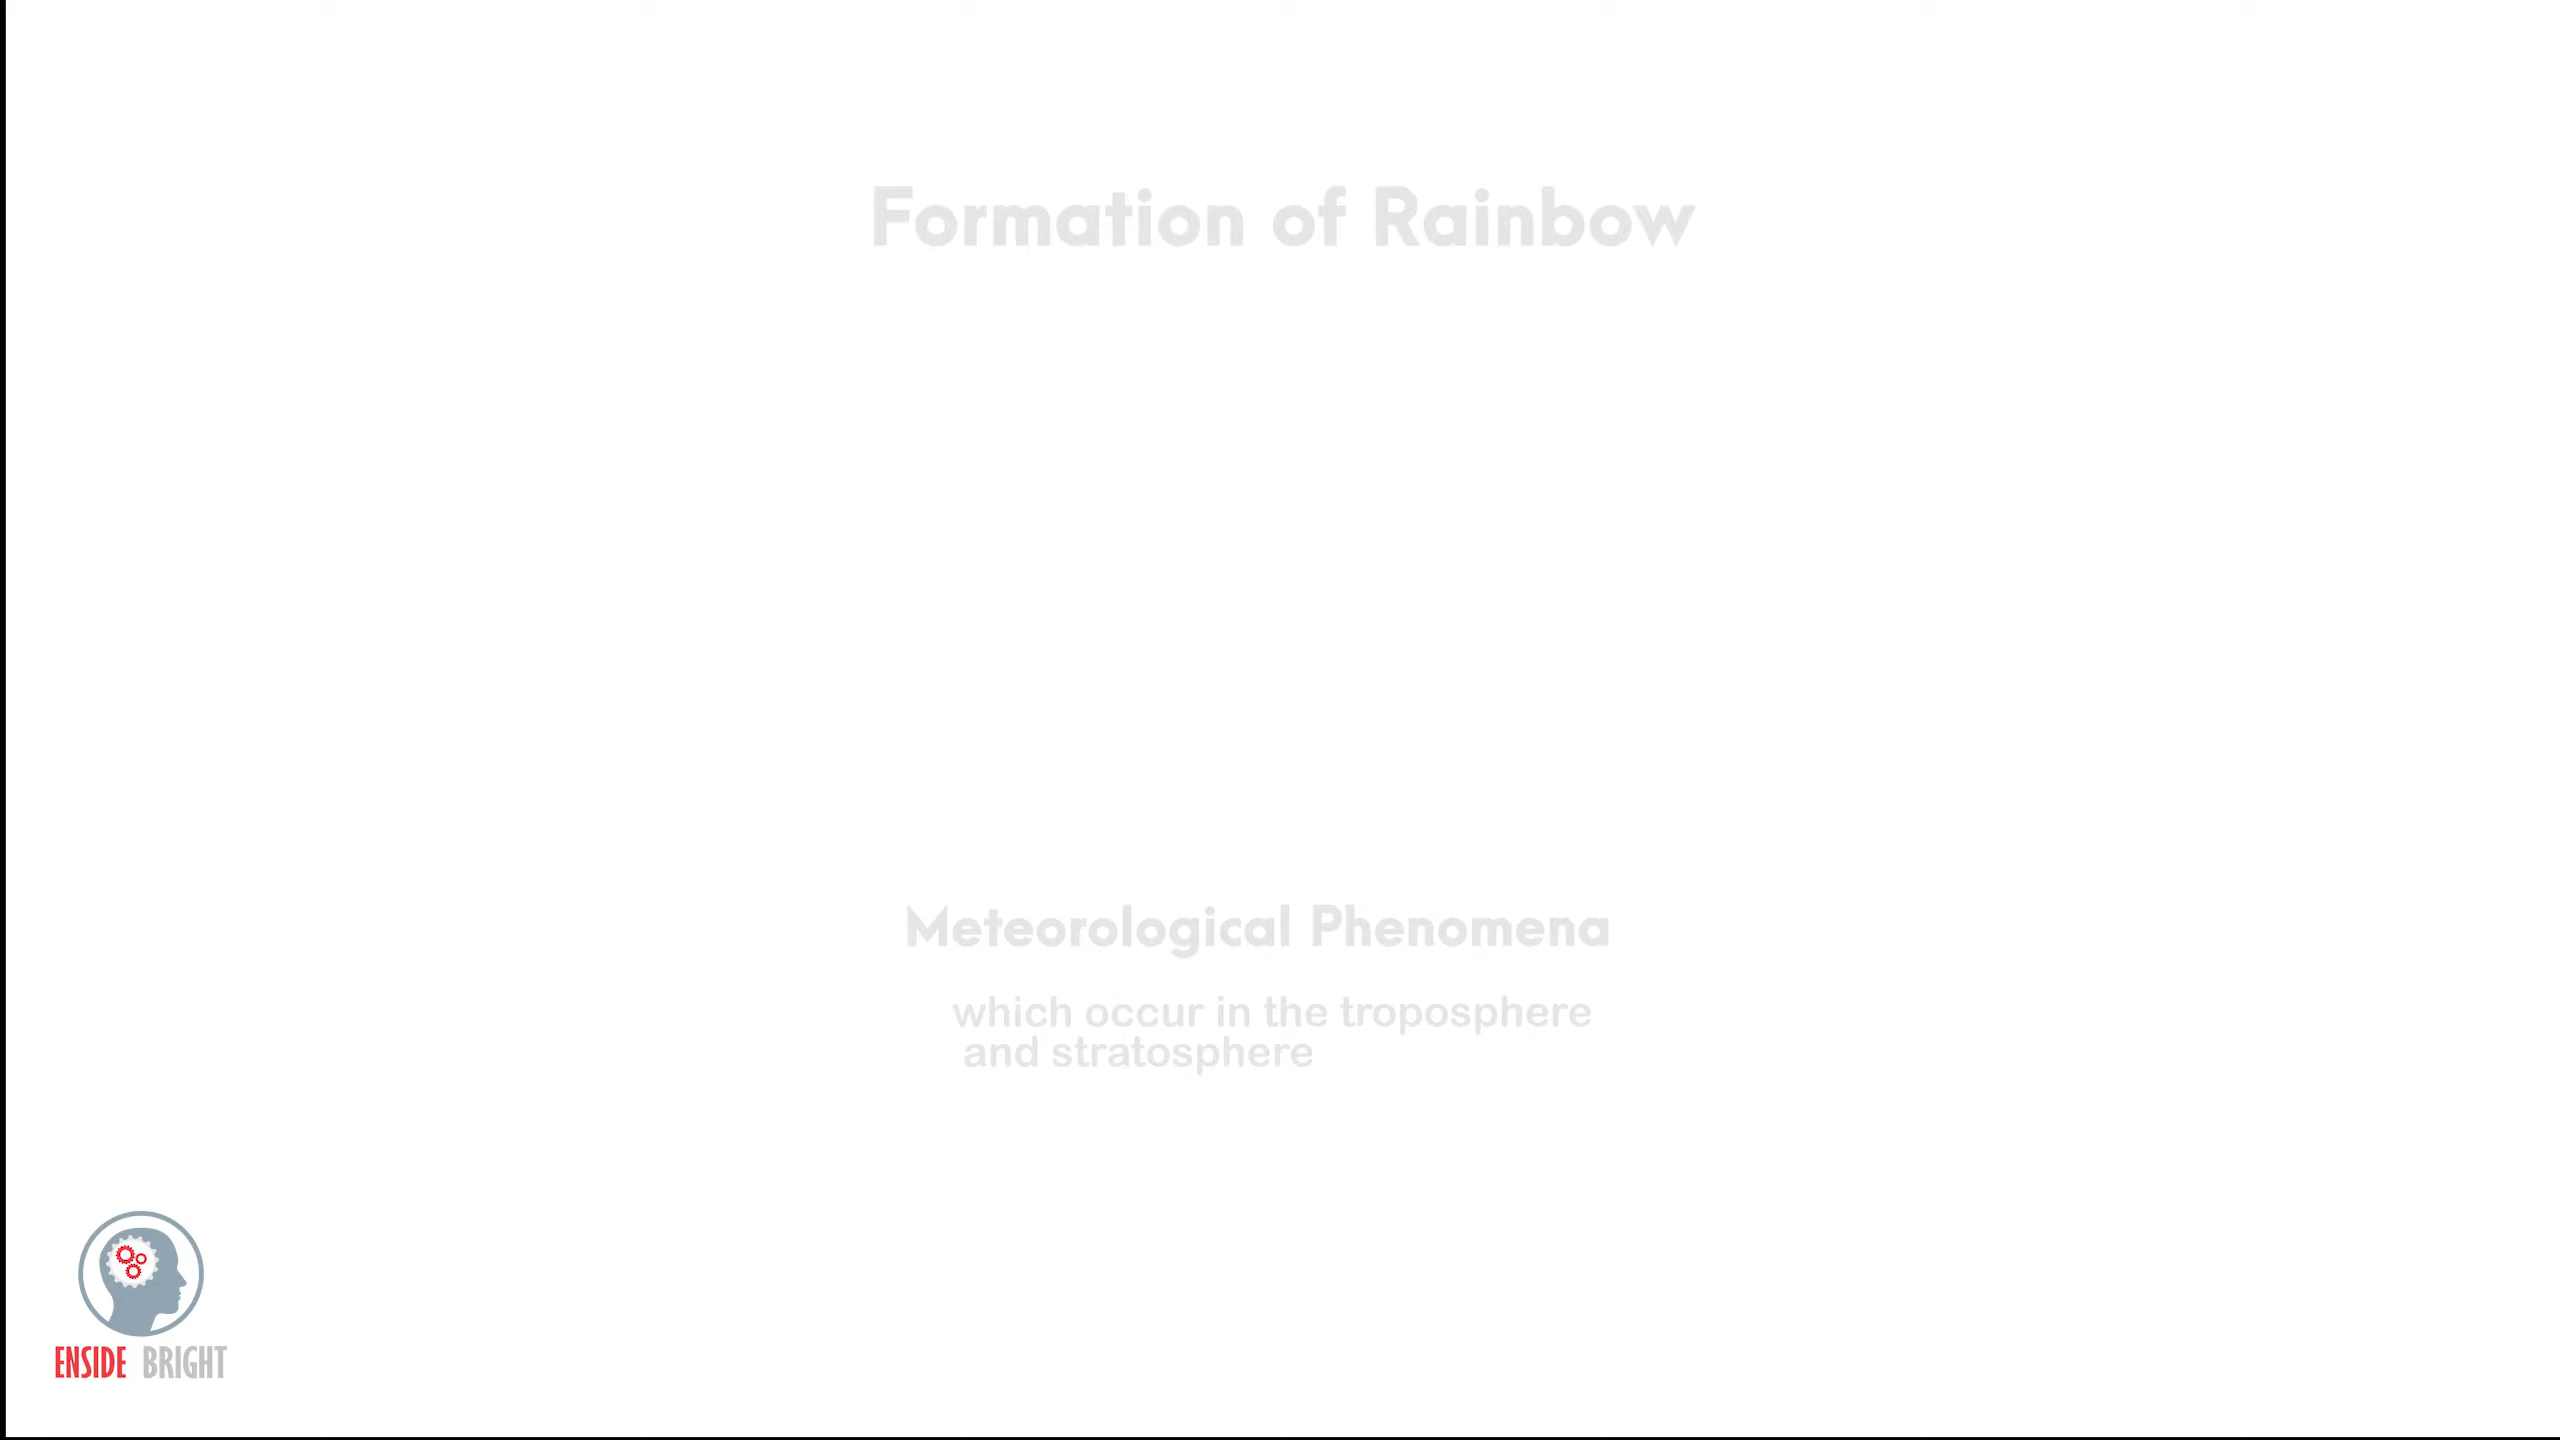 Formation of Rainbow
Meteorological Phenomena
which occur in the troposphere
and stratosphere
ENSIDE BRIGHT